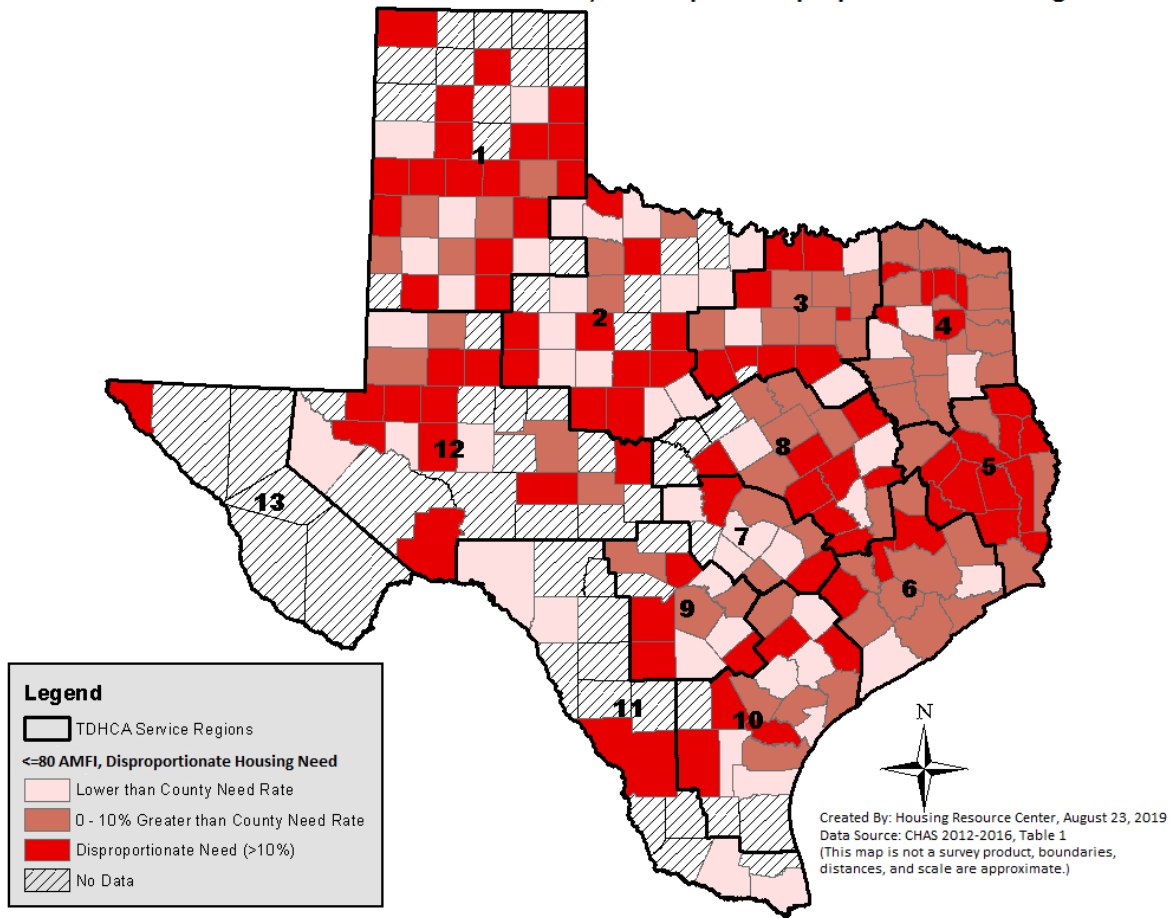 1
2
3
4
5
6
7
8
9
10
11
12
13
N
Legend
TDHCA Service Regions
<=80 AMFI, Disproportionate Housing Need
Lower than County Need Rate
0 - 10% Greater than County Need Rate
Disproportionate Need (>10%)
No Data
Created By: Housing Resource Center, August 23, 2019
Data Source: CHAS 2012-2016, Table 1
(This map is not a survey product, boundaries,
distances, and scale are approximate.)